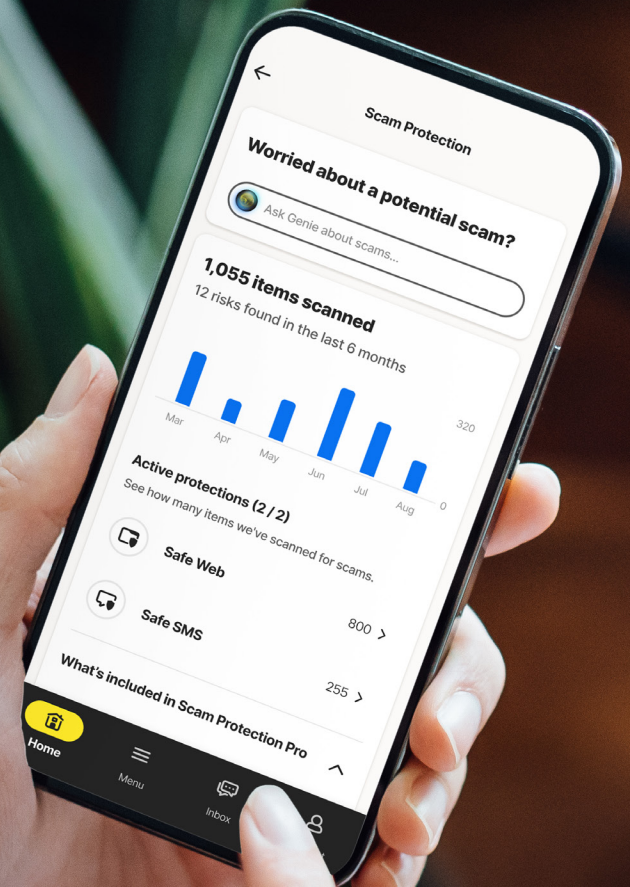 Scam Protection
Worried about a potential scam?
Ask Genie about scams...
1,055 items scanned
12 risks found in the last 6 months
320
Mar
Apr
May
Jun
Jul
Aug
0
Active protections (2 / 2)
See how many items we've scanned for scams.
Safe Web
800
Safe SMS
255
What's included in Scam Protection Pro
Home
Menu
Inbox